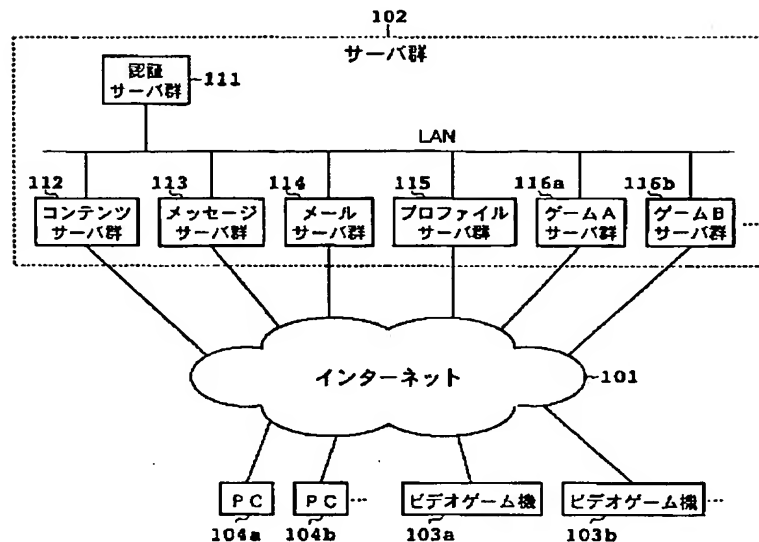 102
サーバ群
認証
サーバ群
111
LAN
112
113
114
115
116a
116b
コンテンツ
サーバ群
メッセージ
サーバ群
メール
サーバ群
プロファイル
サーバ群
ゲームA
サーバ群
ゲームB
サーバ群
…
インターネット
101
PC
PC
…
ビデオゲーム機
ビデオゲーム機
…
104a
104b
103a
103b